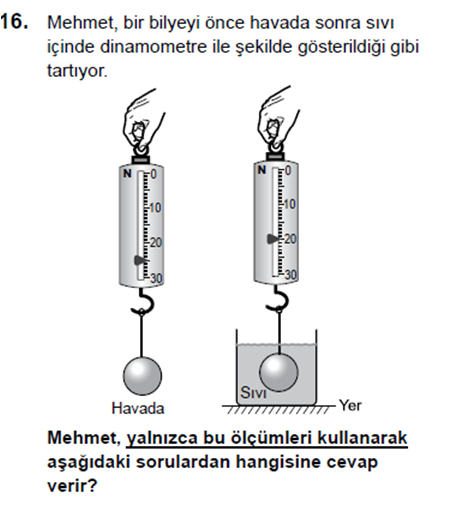 16. Mehmet, bir bilyeyi önce havada sonra sıvı
içinde dinamometre ile şekilde gösterildiği gibi
tartıyor.
N 0
10
20
30
N 0
10
20
30
Sıvı
Havada
Yer
Mehmet, yalnızca bu ölçümleri kullanarak
aşağıdaki sorulardan hangisine cevap
verir?